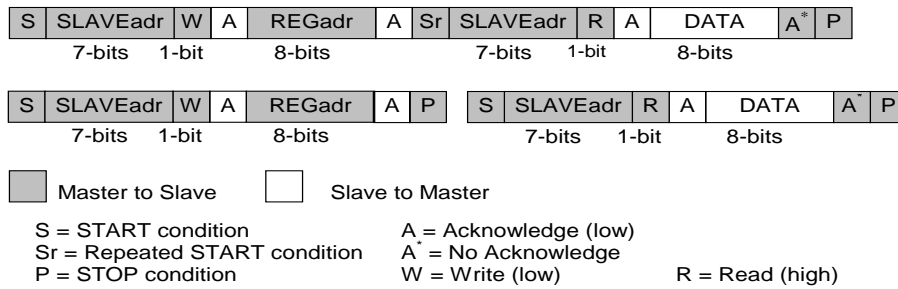 S SLAVEadr W A REGadr A Sr SLAVEadr R A DATA A* P
7-bits 1-bit 8-bits 7-bits 1-bit 8-bits
S SLAVEadr W A REGadr A P S SLAVEadr R A DATA A* P
7-bits 1-bit 8-bits 7-bits 1-bit 8-bits
Master to Slave Slave to Master
S = START condition A = Acknowledge (low)
Sr = Repeated START condition A* = No Acknowledge
P = STOP condition W = Write (low) R = Read (high)